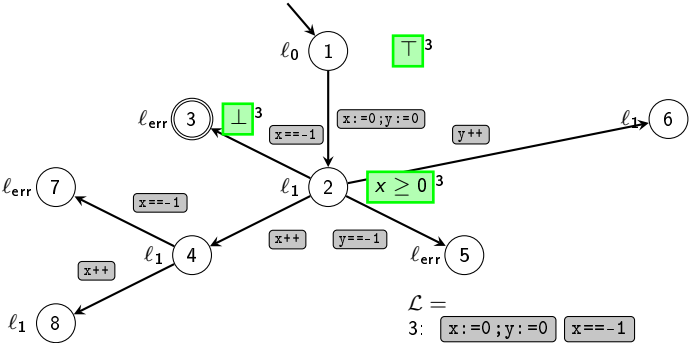 ℓ0 1 ⊤ 3
ℓerr 3 ⊥ 3 x==-1 x:=0;y:=0 y++ ℓ1 6
ℓerr 7 x==-1 ℓ1 2 x ≥ 0 3
ℓ1 4 x++ y==-1 ℓerr 5
x++
ℓ1 8
ℒ =
3: x:=0;y:=0 x==-1